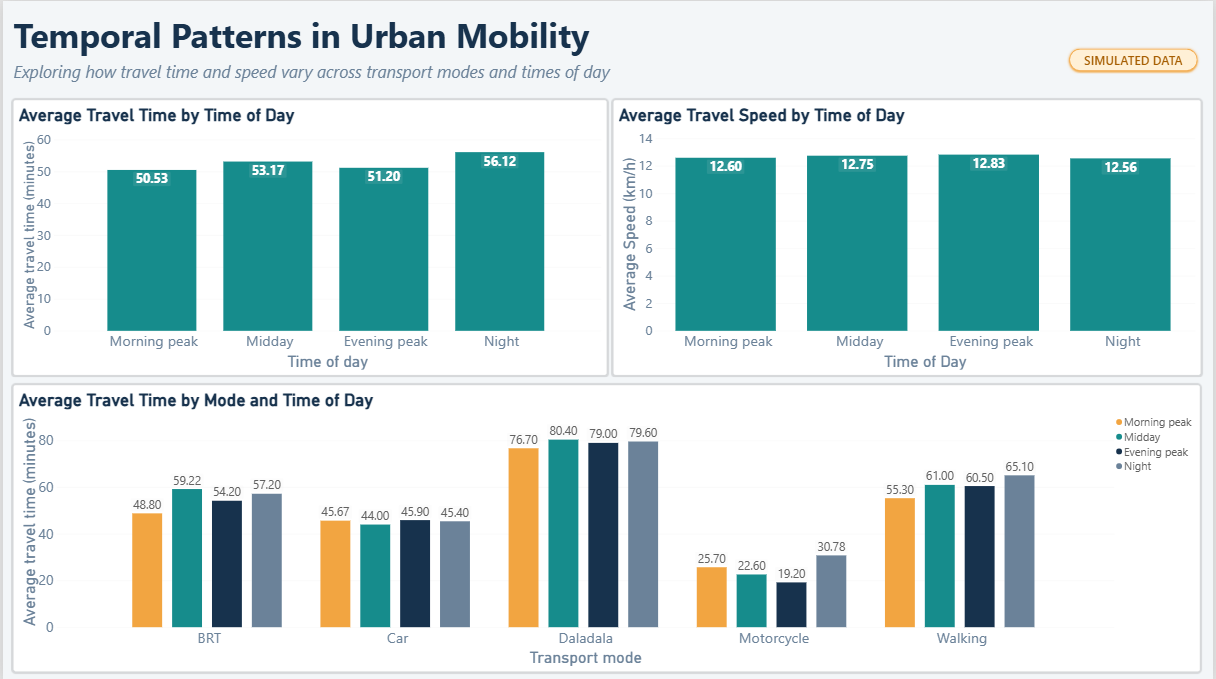 Temporal Patterns in Urban Mobility
Exploring how travel time and speed vary across transport modes and times of day
SIMULATED DATA
Average Travel Time by Time of Day
Average travel time (minutes)
60
50
40
30
20
10
0
50.53
53.17
51.20
56.12
Morning peak
Midday
Evening peak
Night
Time of day
Average Travel Speed by Time of Day
Average Speed (km/h)
14
12
10
8
6
4
2
0
12.60
12.75
12.83
12.56
Morning peak
Midday
Evening peak
Night
Time of Day
Average Travel Time by Mode and Time of Day
Average travel time (minutes)
80
60
40
20
0
48.80
59.22
54.20
57.20
45.67
44.00
45.90
45.40
76.70
80.40
79.00
79.60
25.70
22.60
19.20
30.78
55.30
61.00
60.50
65.10
BRT
Car
Daladala
Motorcycle
Walking
Transport mode
Morning peak
Midday
Evening peak
Night